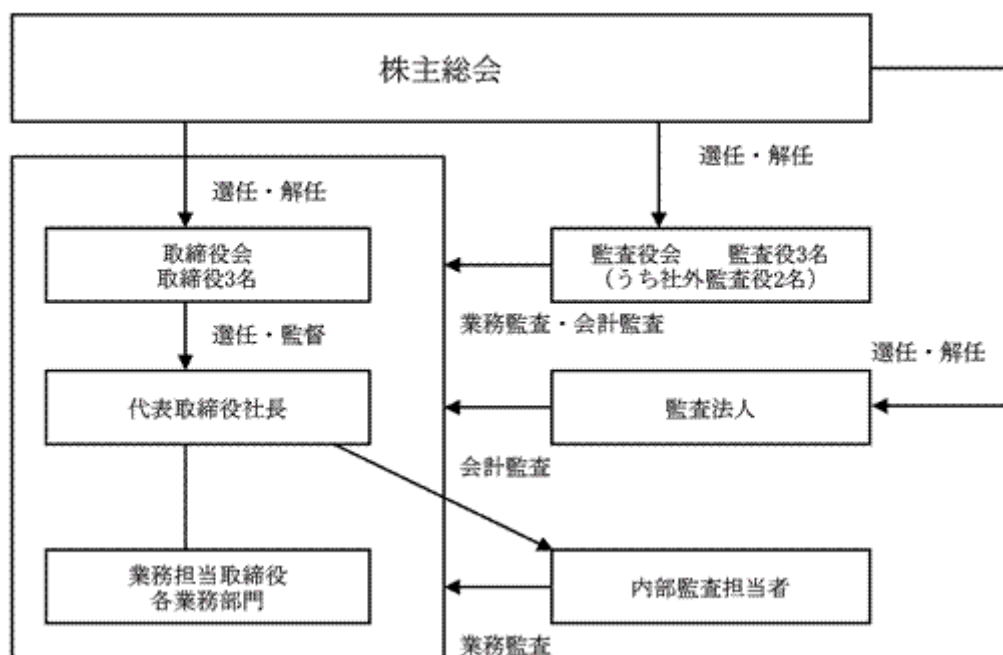 株主総会
選任・解任
選任・解任
取締役会
取締役3名
監査役会　　監査役3名
（うち社外監査役2名）
業務監査・会計監査
選任・監督
選任・解任
代表取締役社長
監査法人
会計監査
業務担当取締役
各業務部門
内部監査担当者
業務監査